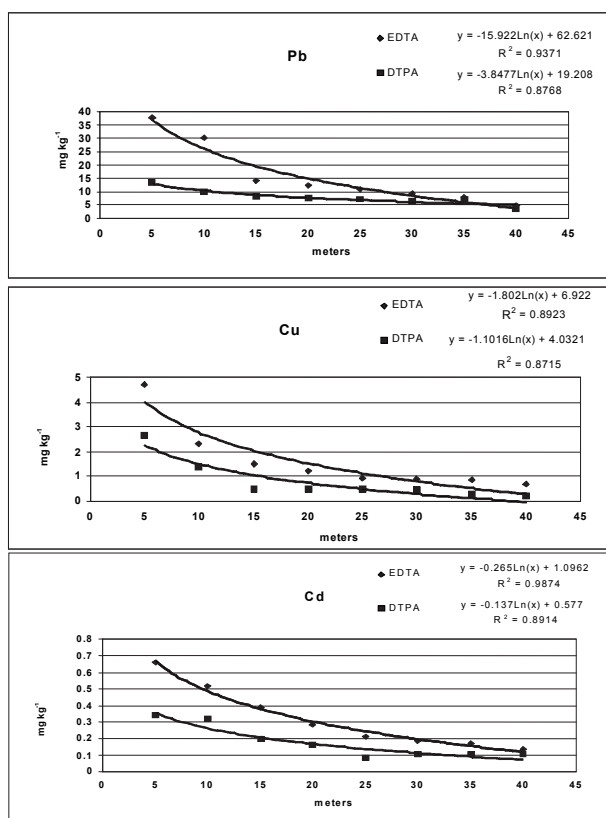 EDTA y = -15.922Ln(x) + 62.621
R² = 0.9371
Pb
DTPA y = -3.8477Ln(x) + 19.208
R² = 0.8768
mg kg⁻¹
40
35
30
25
20
15
10
5
0
0 5 10 15 20 25 30 35 40 45
meters
EDTA y = -1.802Ln(x) + 6.922
R² = 0.8923
Cu
DTPA y = -1.1016Ln(x) + 4.0321
R² = 0.8715
mg kg⁻¹
5
4
3
2
1
0
0 5 10 15 20 25 30 35 40 45
meters
EDTA y = -0.265Ln(x) + 1.0962
R² = 0.9874
DTPA y = -0.137Ln(x) + 0.577
Cd
R² = 0.8914
mg kg⁻¹
0.8
0.7
0.6
0.5
0.4
0.3
0.2
0.1
0
0 5 10 15 20 25 30 35 40 45
meters